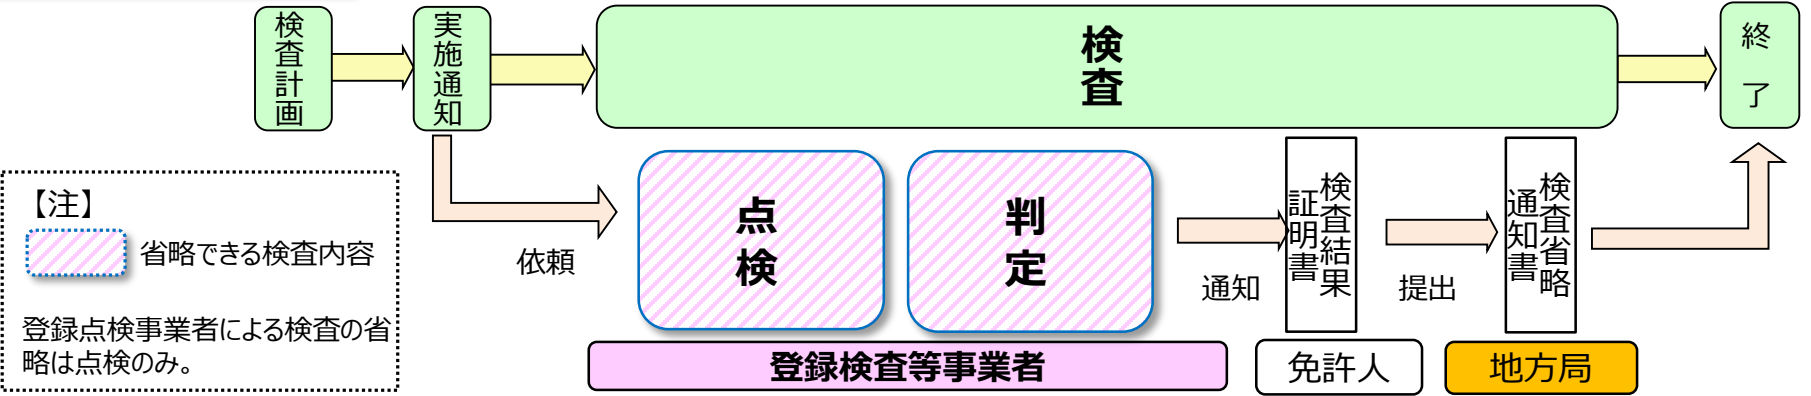 検査計画
実施通知
検査
終了
【注】
省略できる検査内容
登録点検事業者による検査の省
略は点検のみ。
依頼
点検
判定
通知
検査結果
証明書
提出
検査省略
通知書
登録検査等事業者
免許人
地方局